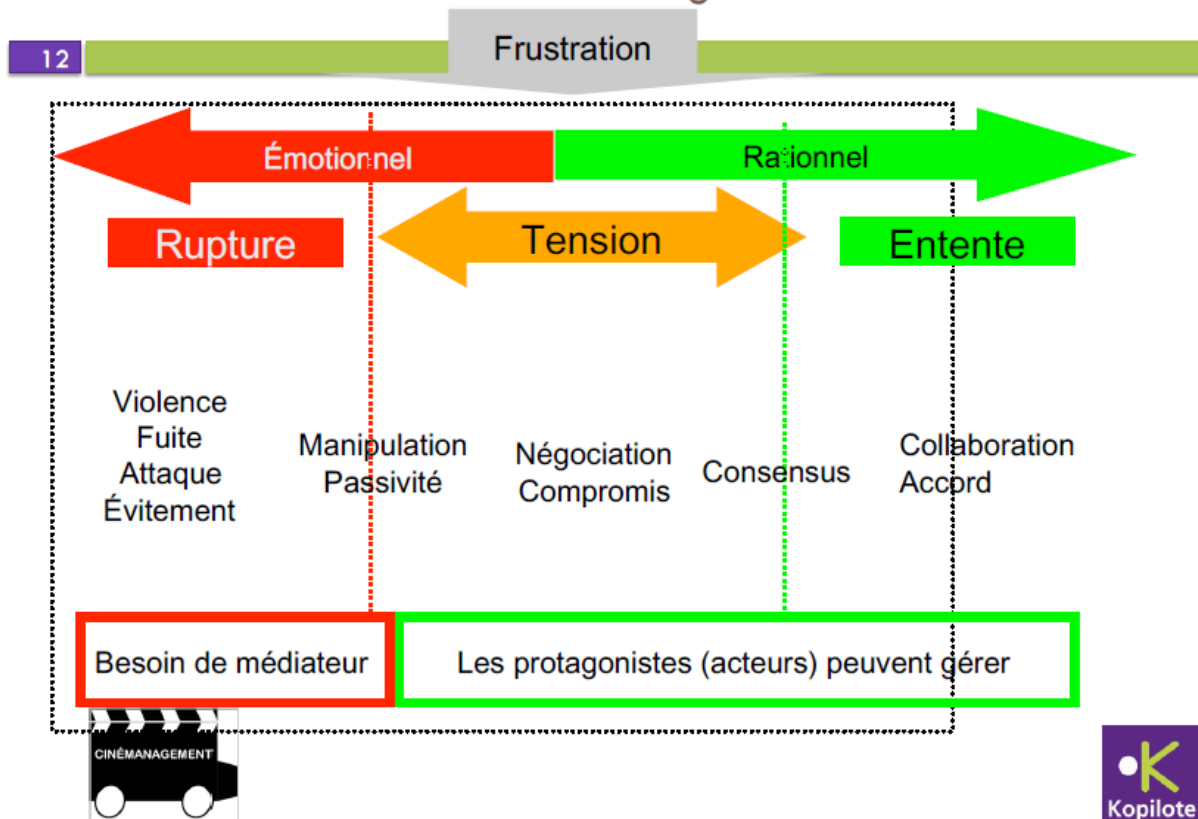 12
Frustration
Émotionnel
Rationnel
Rupture
Tension
Entente
Violence
Fuite
Attaque
Évitement
Manipulation
Passivité
Négociation
Compromis
Consensus
Collaboration
Accord
Besoin de médiateur
Les protagonistes (acteurs) peuvent gérer
CINÉMANAGEMENT
K
Kopilote